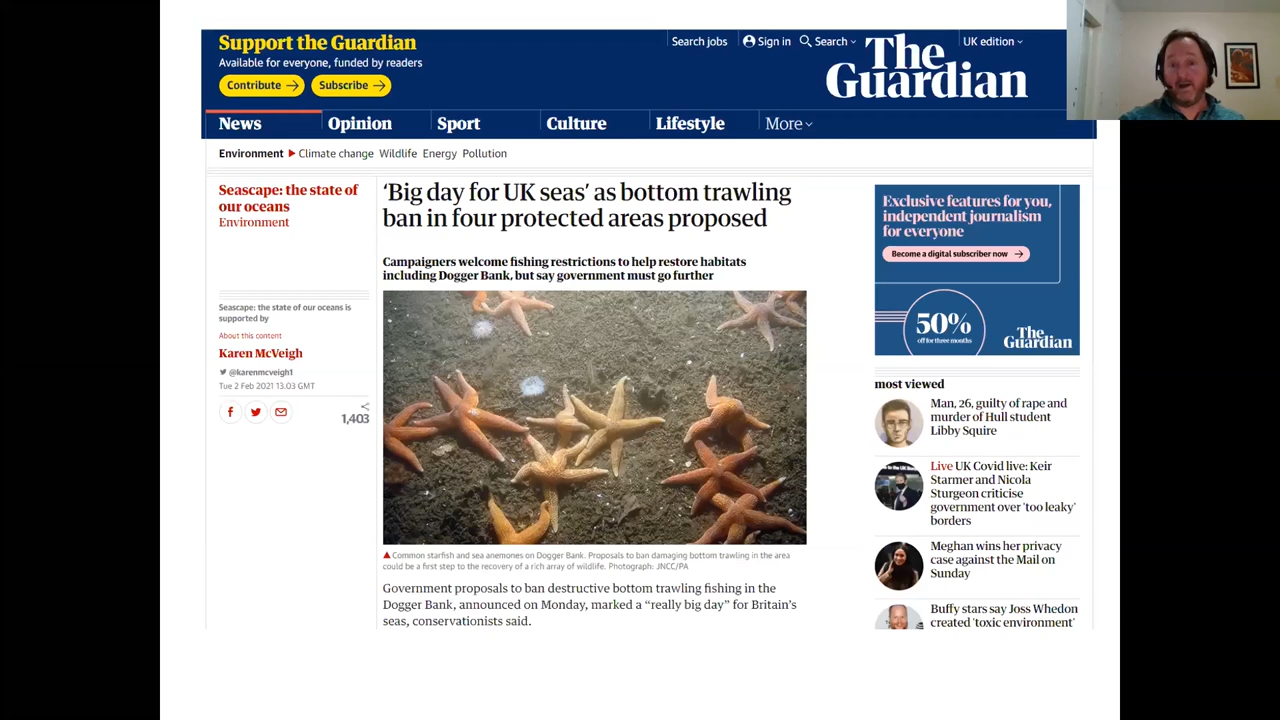 Support the Guardian
Available for everyone, funded by readers
Contribute →
Subscribe →
Search jobs
Sign in
Search
UK edition
The
Guardian
News
Opinion
Sport
Culture
Lifestyle
More
Environment
Climate change
Wildlife
Energy
Pollution
Seascape: the state of
our oceans
Environment
‘Big day for UK seas’ as bottom trawling
ban in four protected areas proposed
Campaigners welcome fishing restrictions to help restore habitats
including Dogger Bank, but say government must go further
Seascape: the state of our oceans is
supported by
About this content
Karen McVeigh
@karenmcveigh1
Tue 2 Feb 2021 13.03 GMT
1,403
Common starfish and sea anemones on Dogger Bank. Proposals to ban damaging bottom trawling in the area
could be a first step to the recovery of a rich array of wildlife. Photograph: JNCC/PA
Government proposals to ban destructive bottom trawling fishing in the
Dogger Bank, announced on Monday, marked a “really big day” for Britain’s
seas, conservationists said.
Exclusive features for you,
independent journalism
for everyone
Become a digital subscriber now →
50%
off for three months
The
Guardian
most viewed
Man, 26, guilty of rape and
murder of Hull student
Libby Squire
Live UK Covid live: Keir
Starmer and Nicola
Sturgeon criticise
government over ‘too leaky’
borders
Meghan wins her privacy
case against the Mail on
Sunday
Buffy stars say Joss Whedon
created ‘toxic environment’